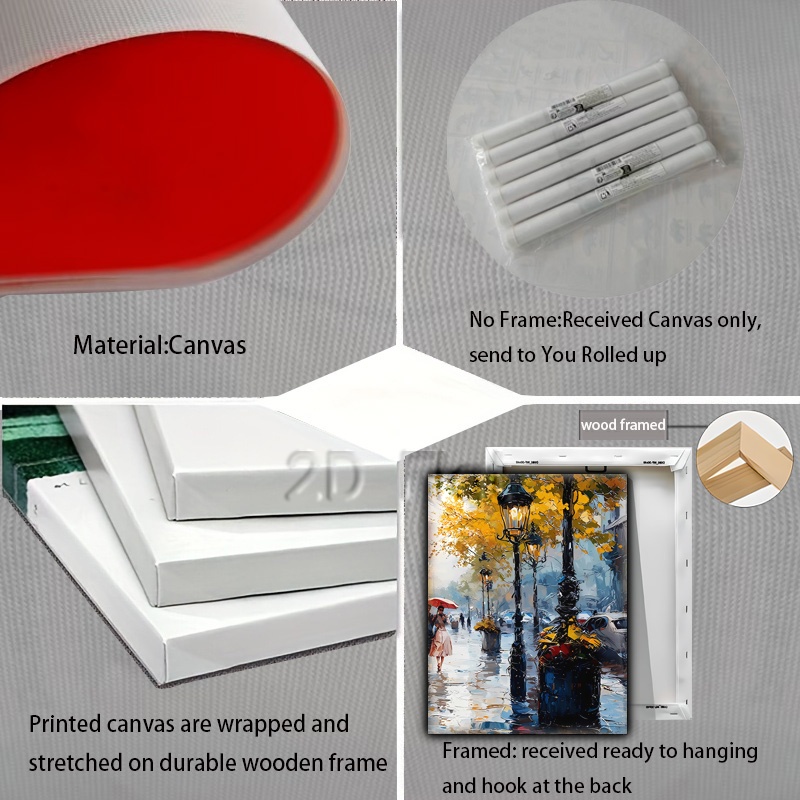 Material:Canvas
No Frame:Received Canvas only,
send to You Rolled up
wood framed
2D
Printed canvas are wrapped and
stretched on durable wooden frame
Framed: received ready to hanging
and hook at the back